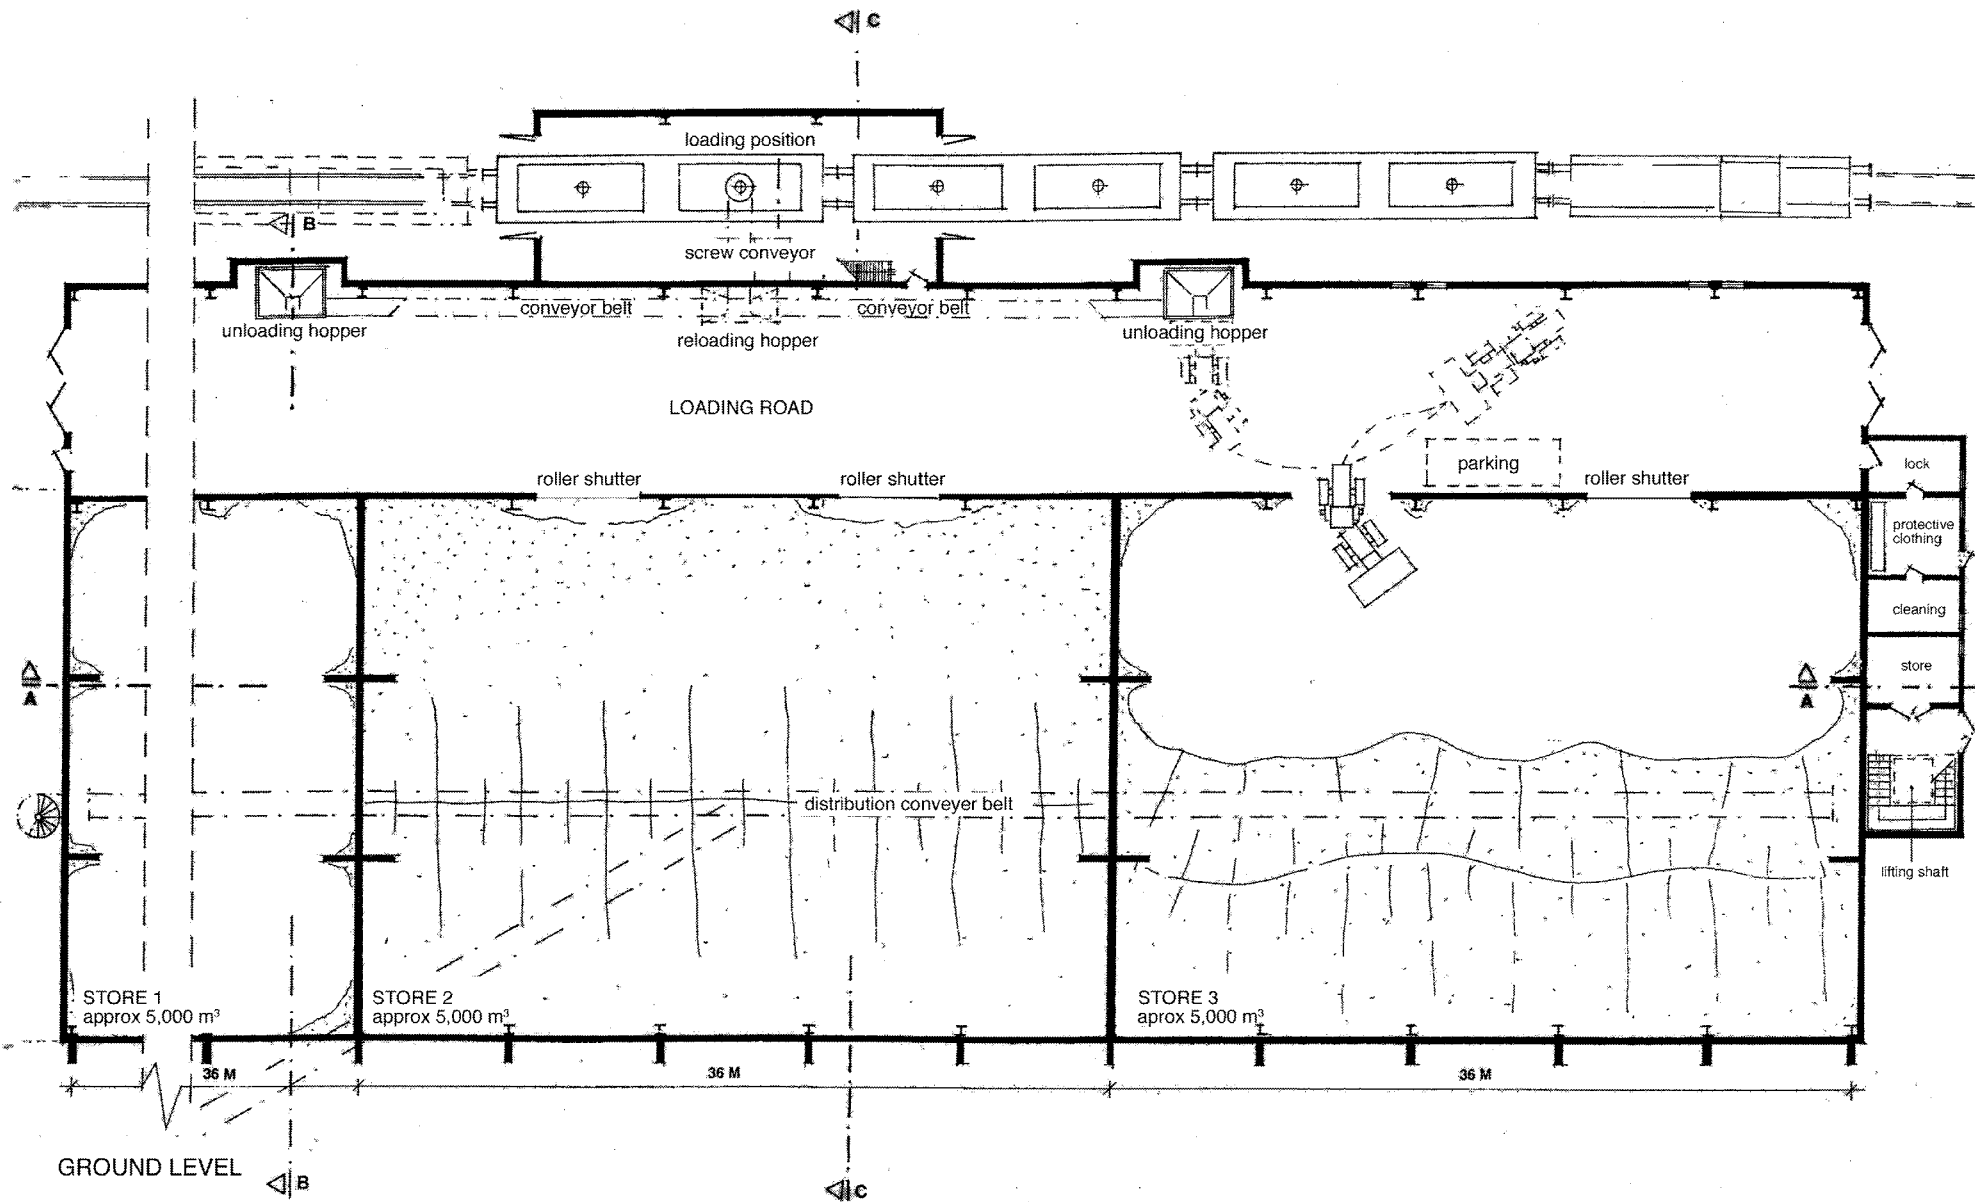 C
loading position
B
screw conveyor
conveyor belt
conveyor belt
unloading hopper
reloading hopper
unloading hopper
LOADING ROAD
parking
roller shutter
roller shutter
roller shutter
lock
protective
clothing
cleaning
store
A
A
distribution conveyer belt
lifting shaft
STORE 1
approx 5,000 m³
STORE 2
approx 5,000 m³
STORE 3
aprox 5,000 m³
36 M
36 M
36 M
GROUND LEVEL
B
C